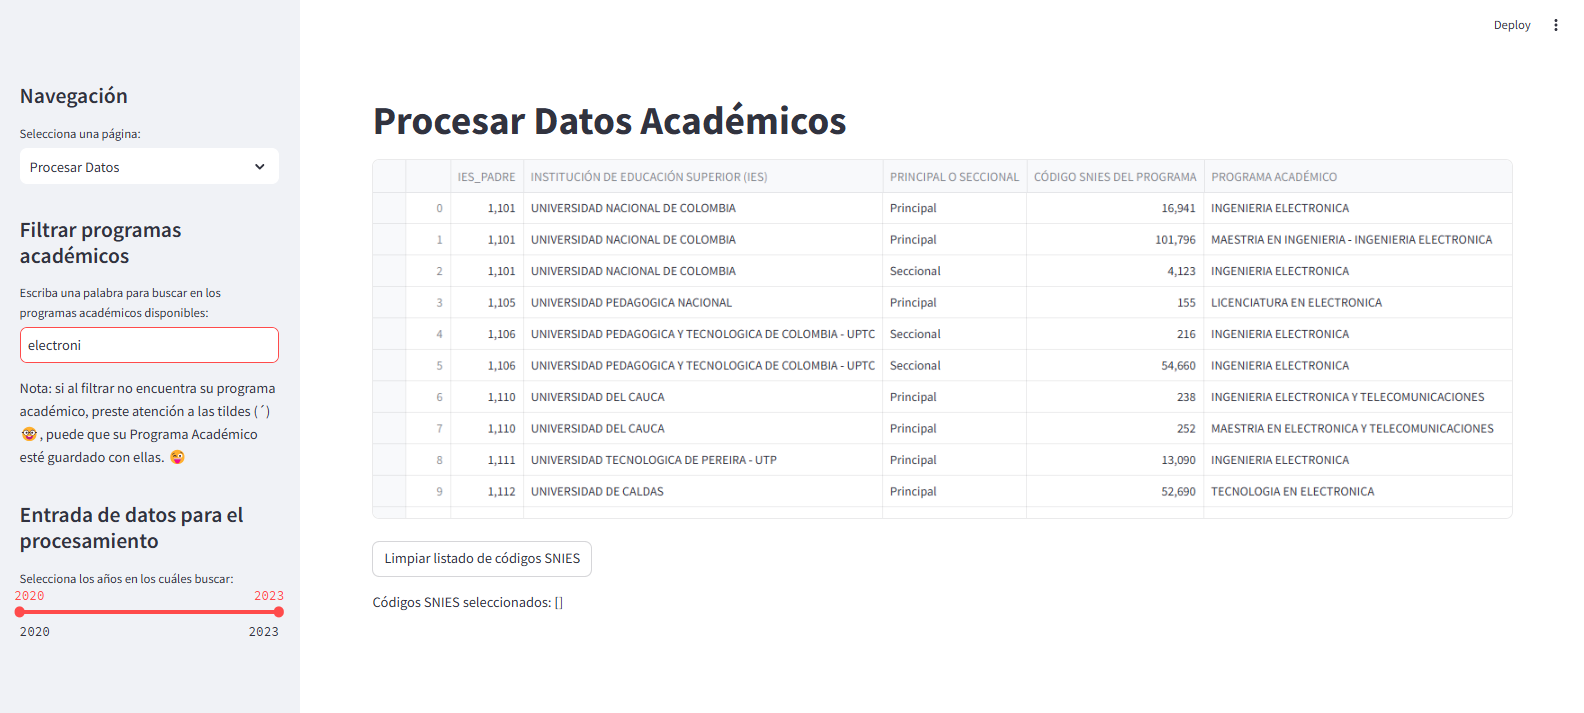 Deploy
Navegación
Selecciona una página:
Procesar Datos
Filtrar programas
académicos
Escriba una palabra para buscar en los
programas académicos disponibles:
electroni
Nota: si al filtrar no encuentra su programa
académico, preste atención a las tildes (´)
🤓, puede que su Programa Académico
esté guardado con ellas. 😜
Entrada de datos para el
procesamiento
Selecciona los años en los cuáles buscar:
2020 2023
2020 2023
Procesar Datos Académicos
IES_PADRE INSTITUCIÓN DE EDUCACIÓN SUPERIOR (IES) PRINCIPAL O SECCIONAL CÓDIGO SNIES DEL PROGRAMA PROGRAMA ACADÉMICO
0 1,101 UNIVERSIDAD NACIONAL DE COLOMBIA Principal 16,941 INGENIERIA ELECTRONICA
1 1,101 UNIVERSIDAD NACIONAL DE COLOMBIA Principal 101,796 MAESTRIA EN INGENIERIA - INGENIERIA ELECTRONICA
2 1,101 UNIVERSIDAD NACIONAL DE COLOMBIA Seccional 4,123 INGENIERIA ELECTRONICA
3 1,105 UNIVERSIDAD PEDAGOGICA NACIONAL Principal 155 LICENCIATURA EN ELECTRONICA
4 1,106 UNIVERSIDAD PEDAGOGICA Y TECNOLOGICA DE COLOMBIA - UPTC Seccional 216 INGENIERIA ELECTRONICA
5 1,106 UNIVERSIDAD PEDAGOGICA Y TECNOLOGICA DE COLOMBIA - UPTC Seccional 54,660 INGENIERIA ELECTRONICA
6 1,110 UNIVERSIDAD DEL CAUCA Principal 238 INGENIERIA ELECTRONICA Y TELECOMUNICACIONES
7 1,110 UNIVERSIDAD DEL CAUCA Principal 252 MAESTRIA EN ELECTRONICA Y TELECOMUNICACIONES
8 1,111 UNIVERSIDAD TECNOLOGICA DE PEREIRA - UTP Principal 13,090 INGENIERIA ELECTRONICA
9 1,112 UNIVERSIDAD DE CALDAS Principal 52,690 TECNOLOGIA EN ELECTRONICA
Limpiar listado de códigos SNIES
Códigos SNIES seleccionados: []